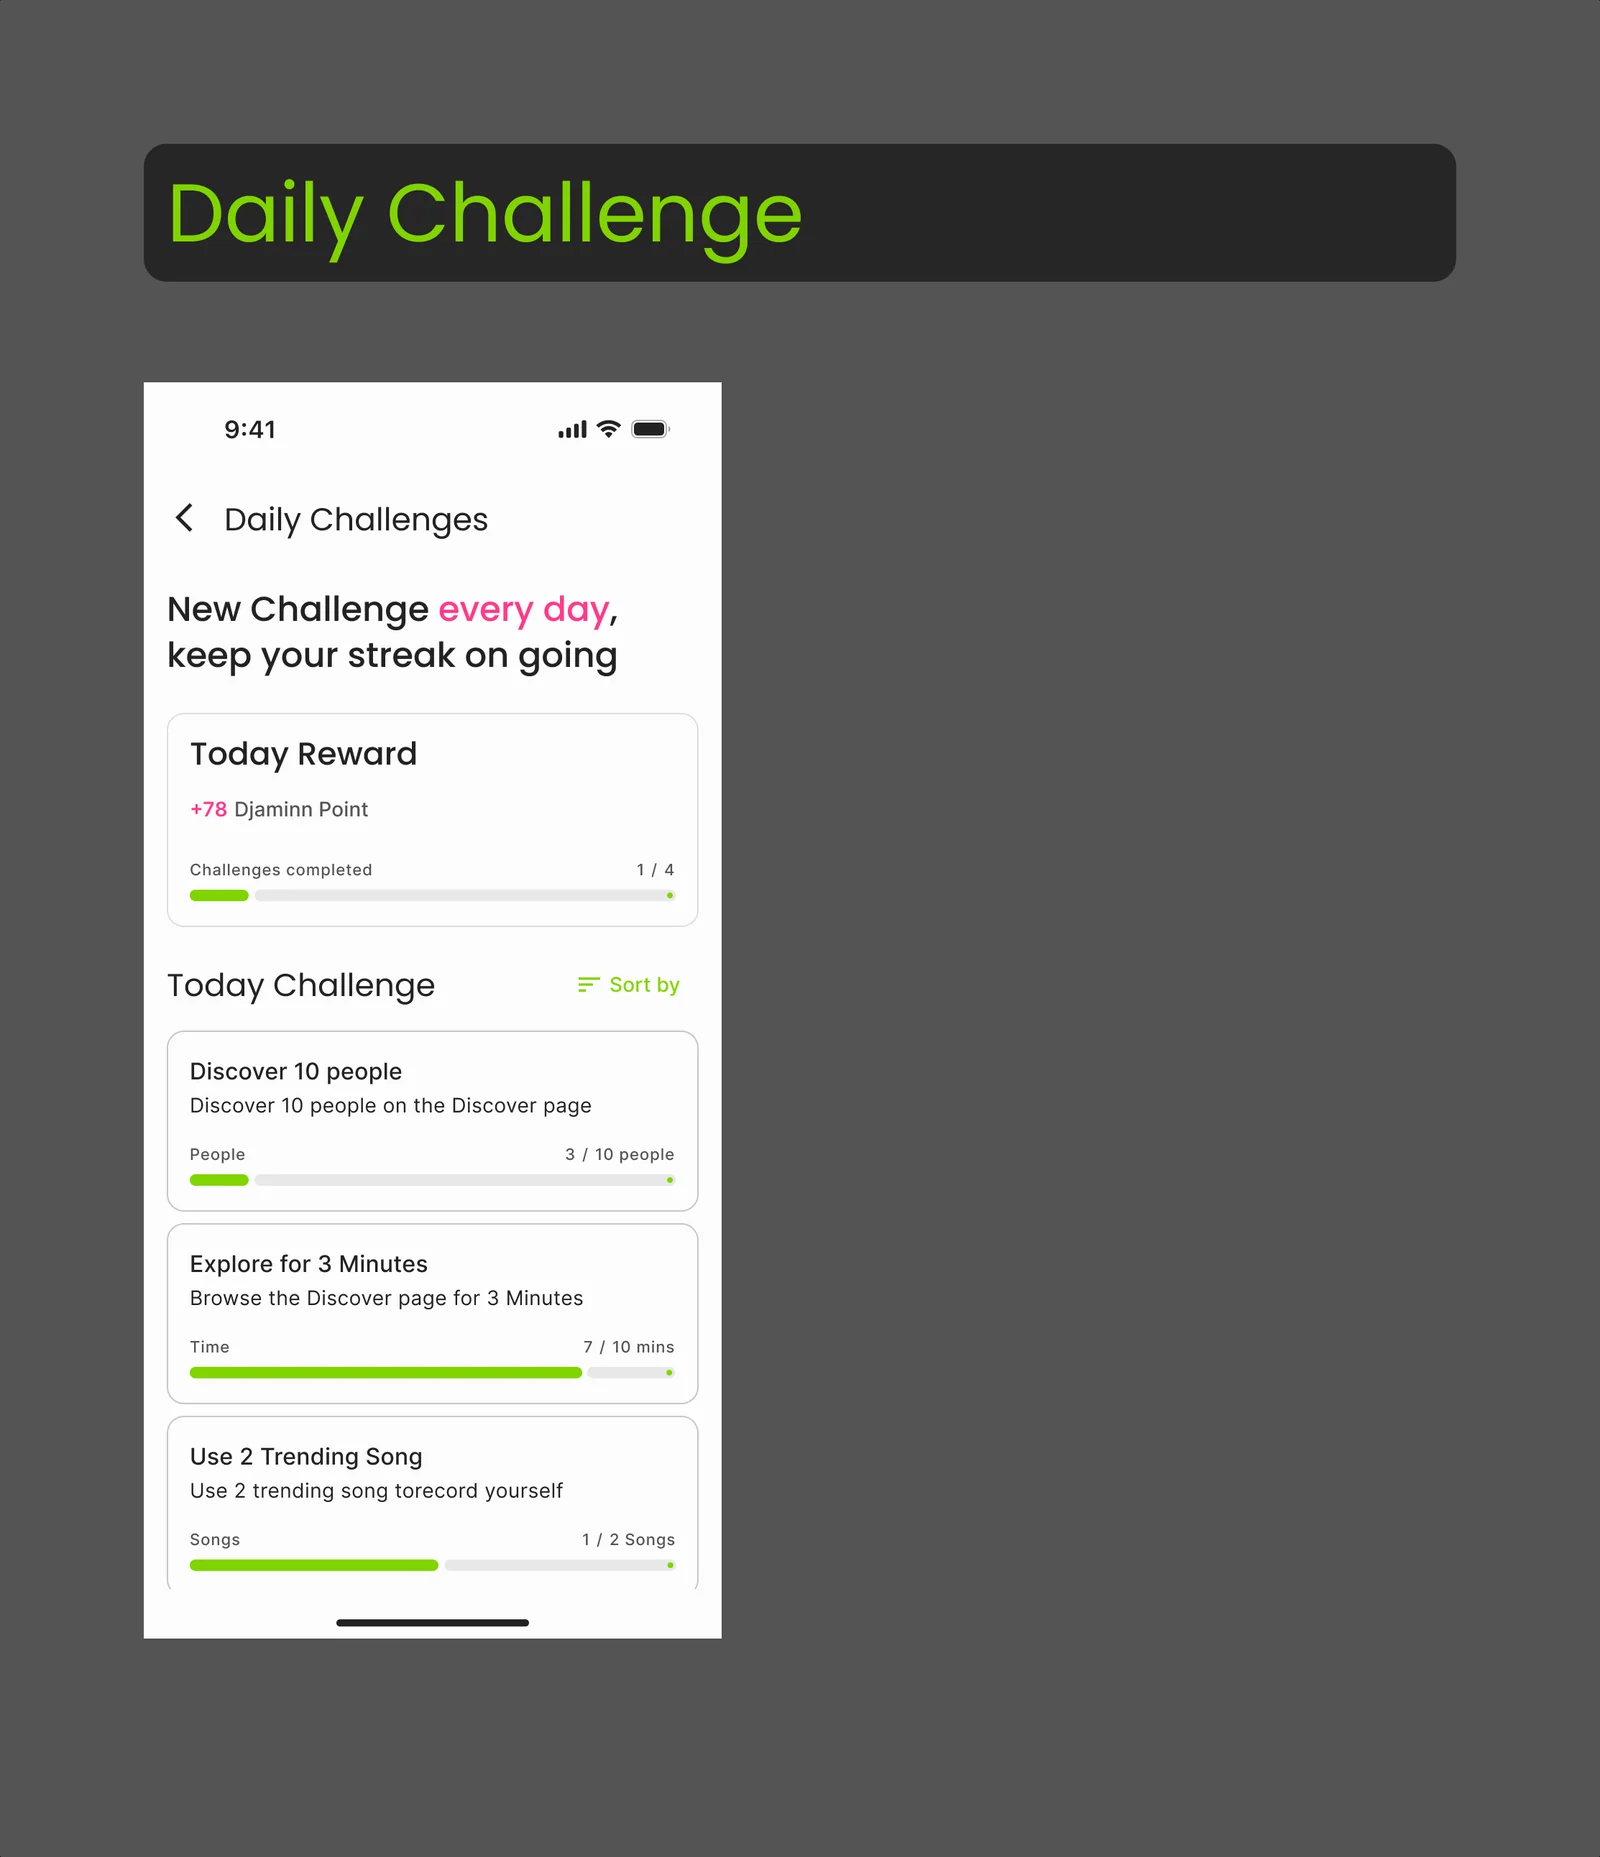 Daily Challenge
9:41
Daily Challenges
New Challenge every day,
keep your streak on going
Today Reward
+78 Djaminn Point
Challenges completed 1 / 4
Today Challenge Sort by
Discover 10 people
Discover 10 people on the Discover page
People 3 / 10 people
Explore for 3 Minutes
Browse the Discover page for 3 Minutes
Time 7 / 10 mins
Use 2 Trending Song
Use 2 trending song torecord yourself
Songs 1 / 2 Songs